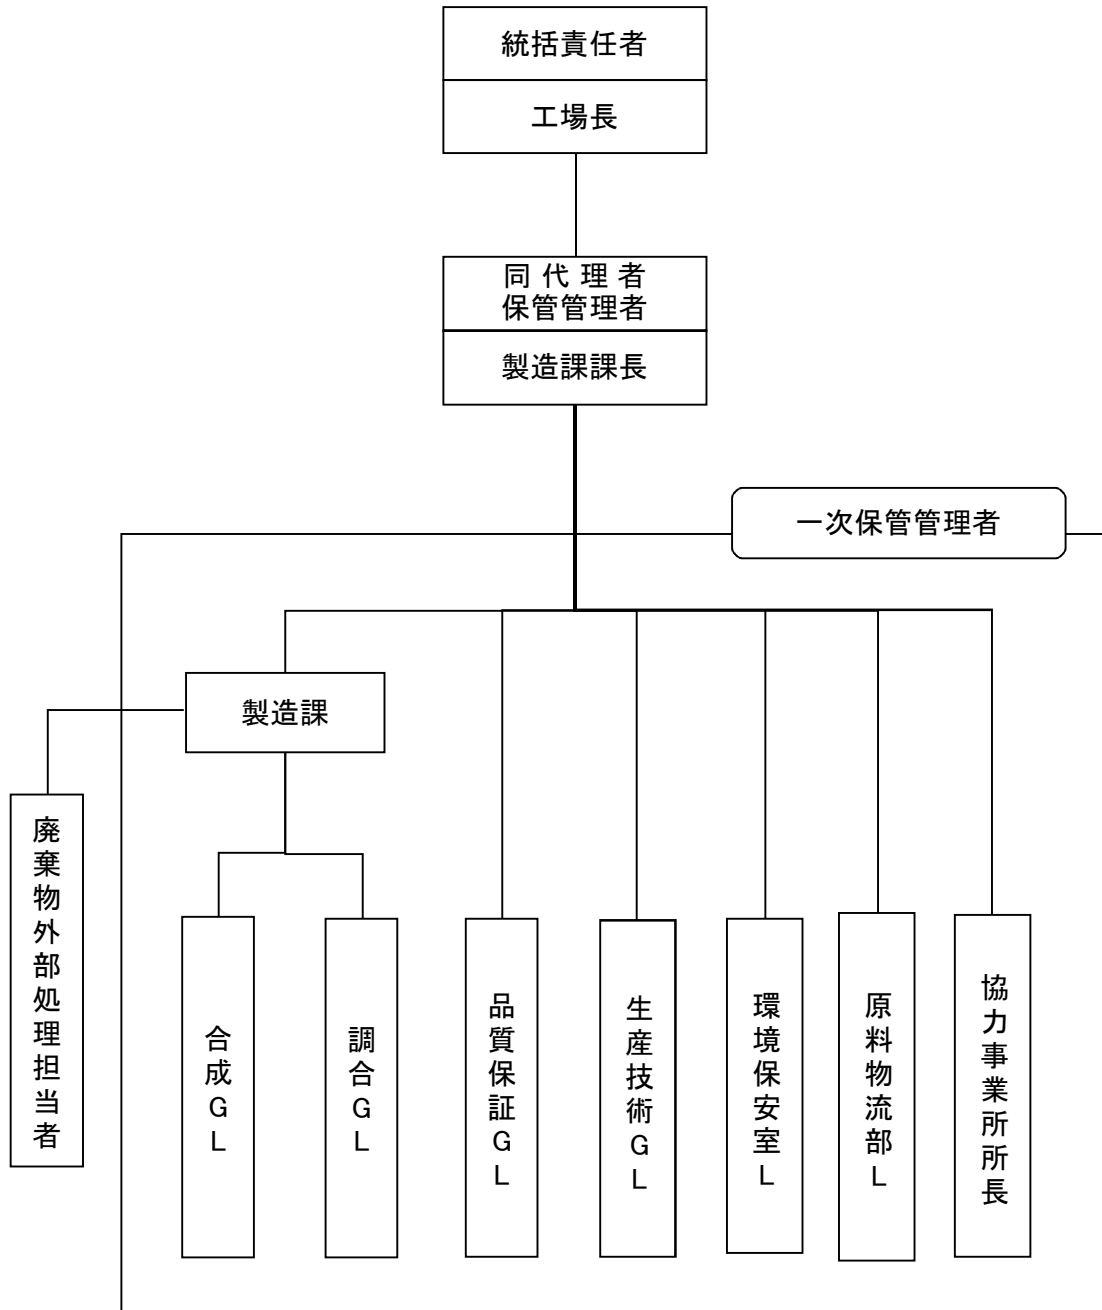 統括責任者
工場長
同代理者
保管管理者
製造課課長
一次保管管理者
製造課
廃棄物外部処理担当者
合成GL
調合GL
品質保証GL
生産技術GL
環境保安室L
原料物流部L
協力事業所所長